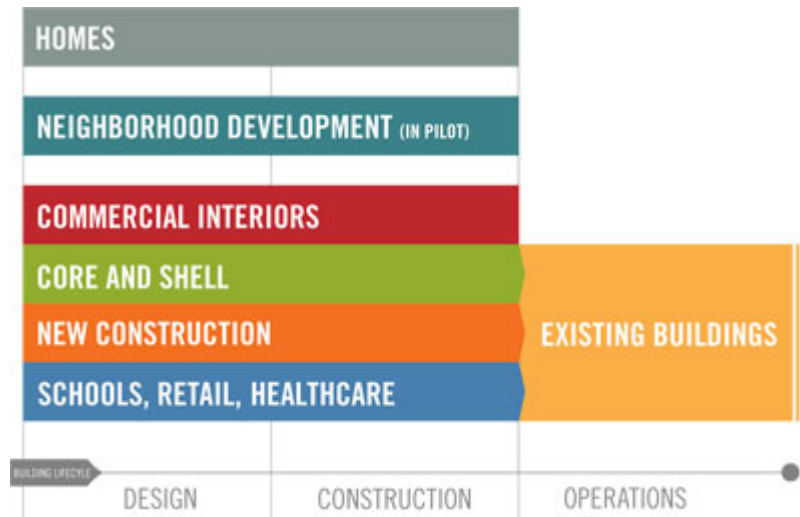 HOMES
NEIGHBORHOOD DEVELOPMENT (IN PILOT)
COMMERCIAL INTERIORS
CORE AND SHELL
NEW CONSTRUCTION
EXISTING BUILDINGS
SCHOOLS, RETAIL, HEALTHCARE
BUILDING LIFECYLE
DESIGN
CONSTRUCTION
OPERATIONS